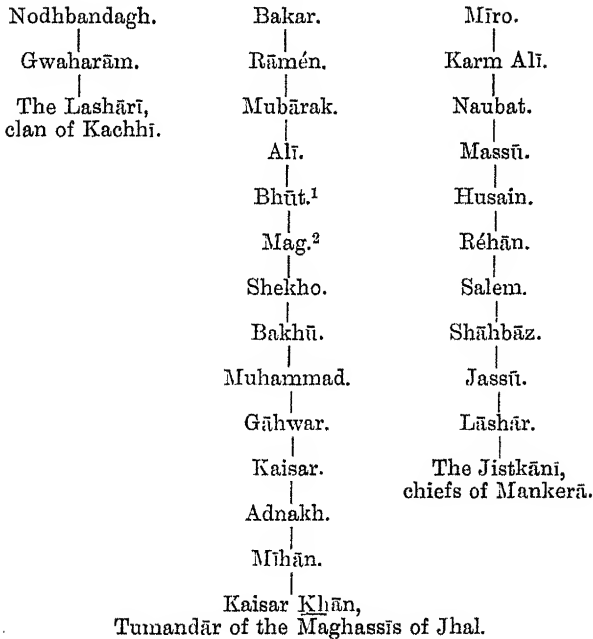 Nodhbandagh.
Gwaharām.
The Lashārī,
clan of Kachhī.
Bakar.
Rāmén.
Mubārak.
Alī.
Bhūt.¹
Mag.²
Shekho.
Bakhū.
Muhammad.
Gāhwar.
Kaisar.
Adnakh.
Mīhān.
Kaisar Khān,
Tumandār of the Maghassīs of Jhal.
Mīro.
Karm Alī.
Naubat.
Massū.
Husain.
Réhān.
Salem.
Shāhbāz.
Jassū.
Lāshār.
The Jistkānī,
chiefs of Mankerā.